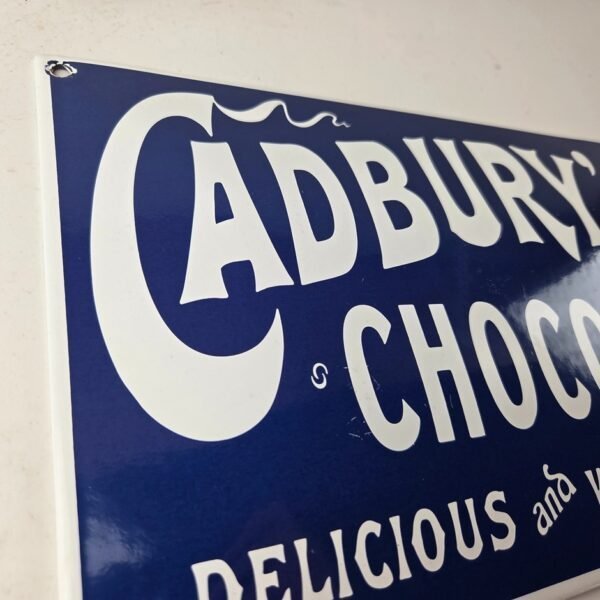 CADBURY'
CHOCO
DELICIOUS and